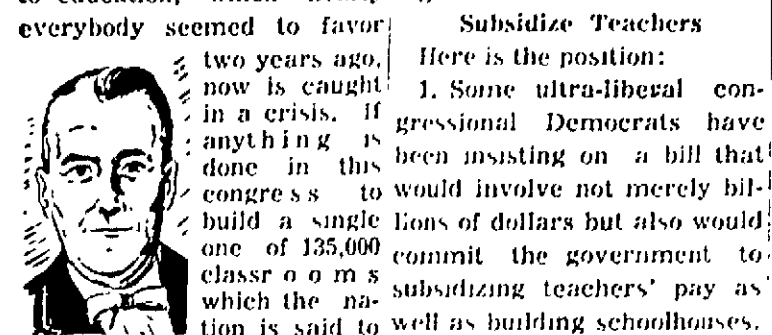 everybody seemed to favor
two years ago,
now is caught
in a crisis. If
anything is
done in this
congress to
build a single
one of 135,000
classrooms
which the na-
tion is said to
Subsidize Teachers
Here is the position:
1. Some ultra-liberal con-
gressional Democrats have
been insisting on a bill that
would involve not merely bil-
lions of dollars but also would
commit the government to
subsidizing teachers' pay as
well as building schoolhouses.